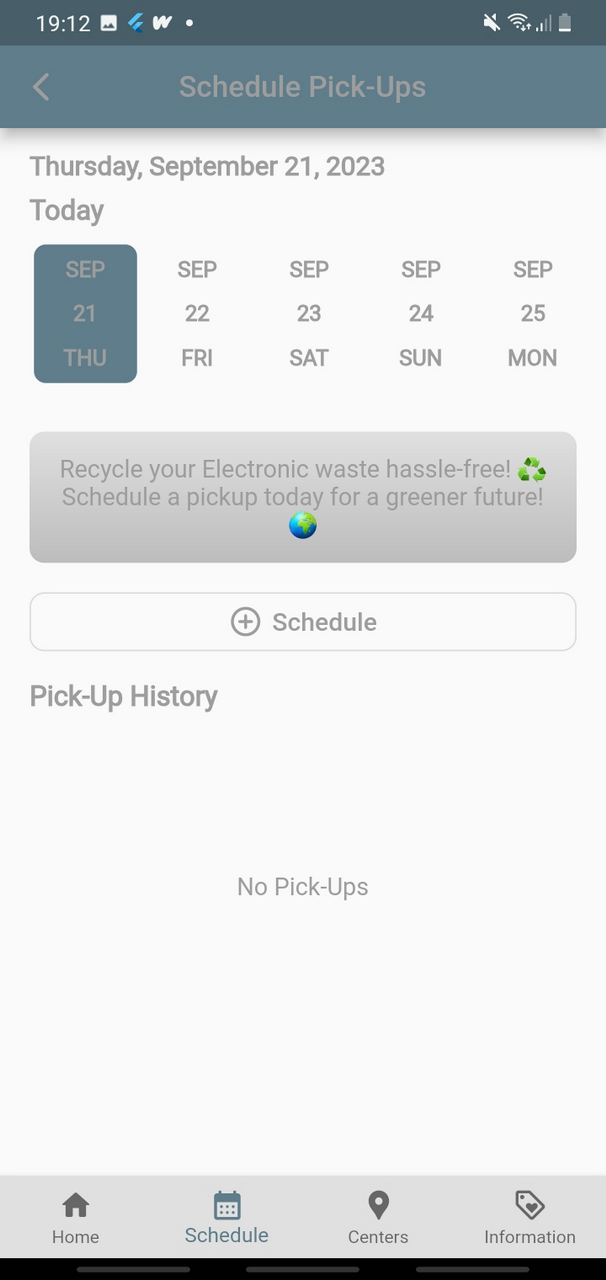 19:12
Schedule Pick-Ups
Thursday, September 21, 2023
Today
SEP SEP SEP SEP SEP
21 22 23 24 25
THU FRI SAT SUN MON
Recycle your Electronic waste hassle-free! ♻️
Schedule a pickup today for a greener future!
🌍
Schedule
Pick-Up History
No Pick-Ups
Home Schedule Centers Information